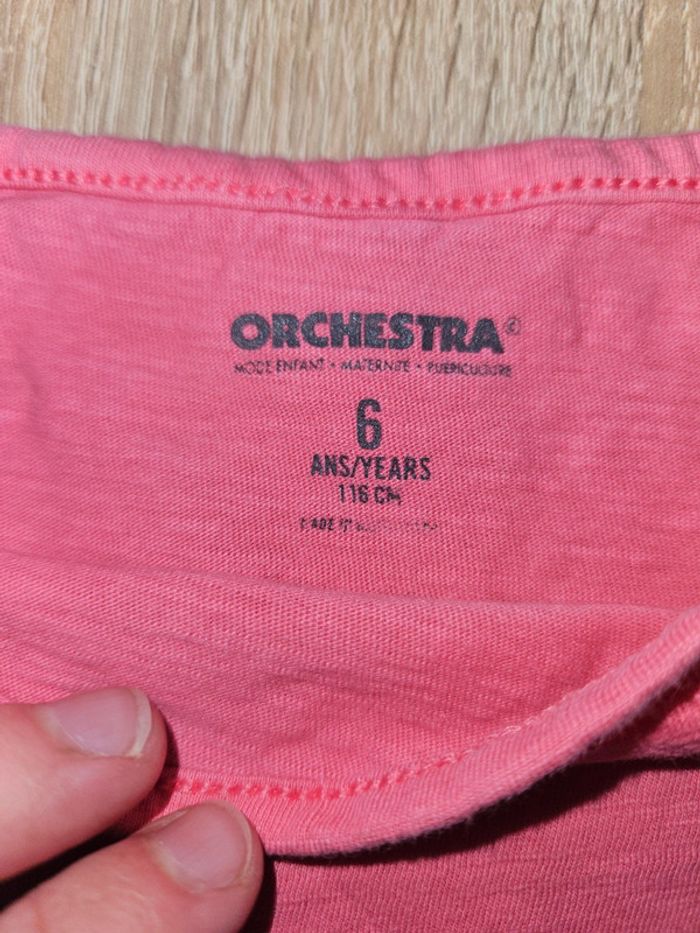 ORCHESTRA©
MODE ENFANT • MATERNITE • PUERICULTURE
6
ANS/YEARS
116 CM